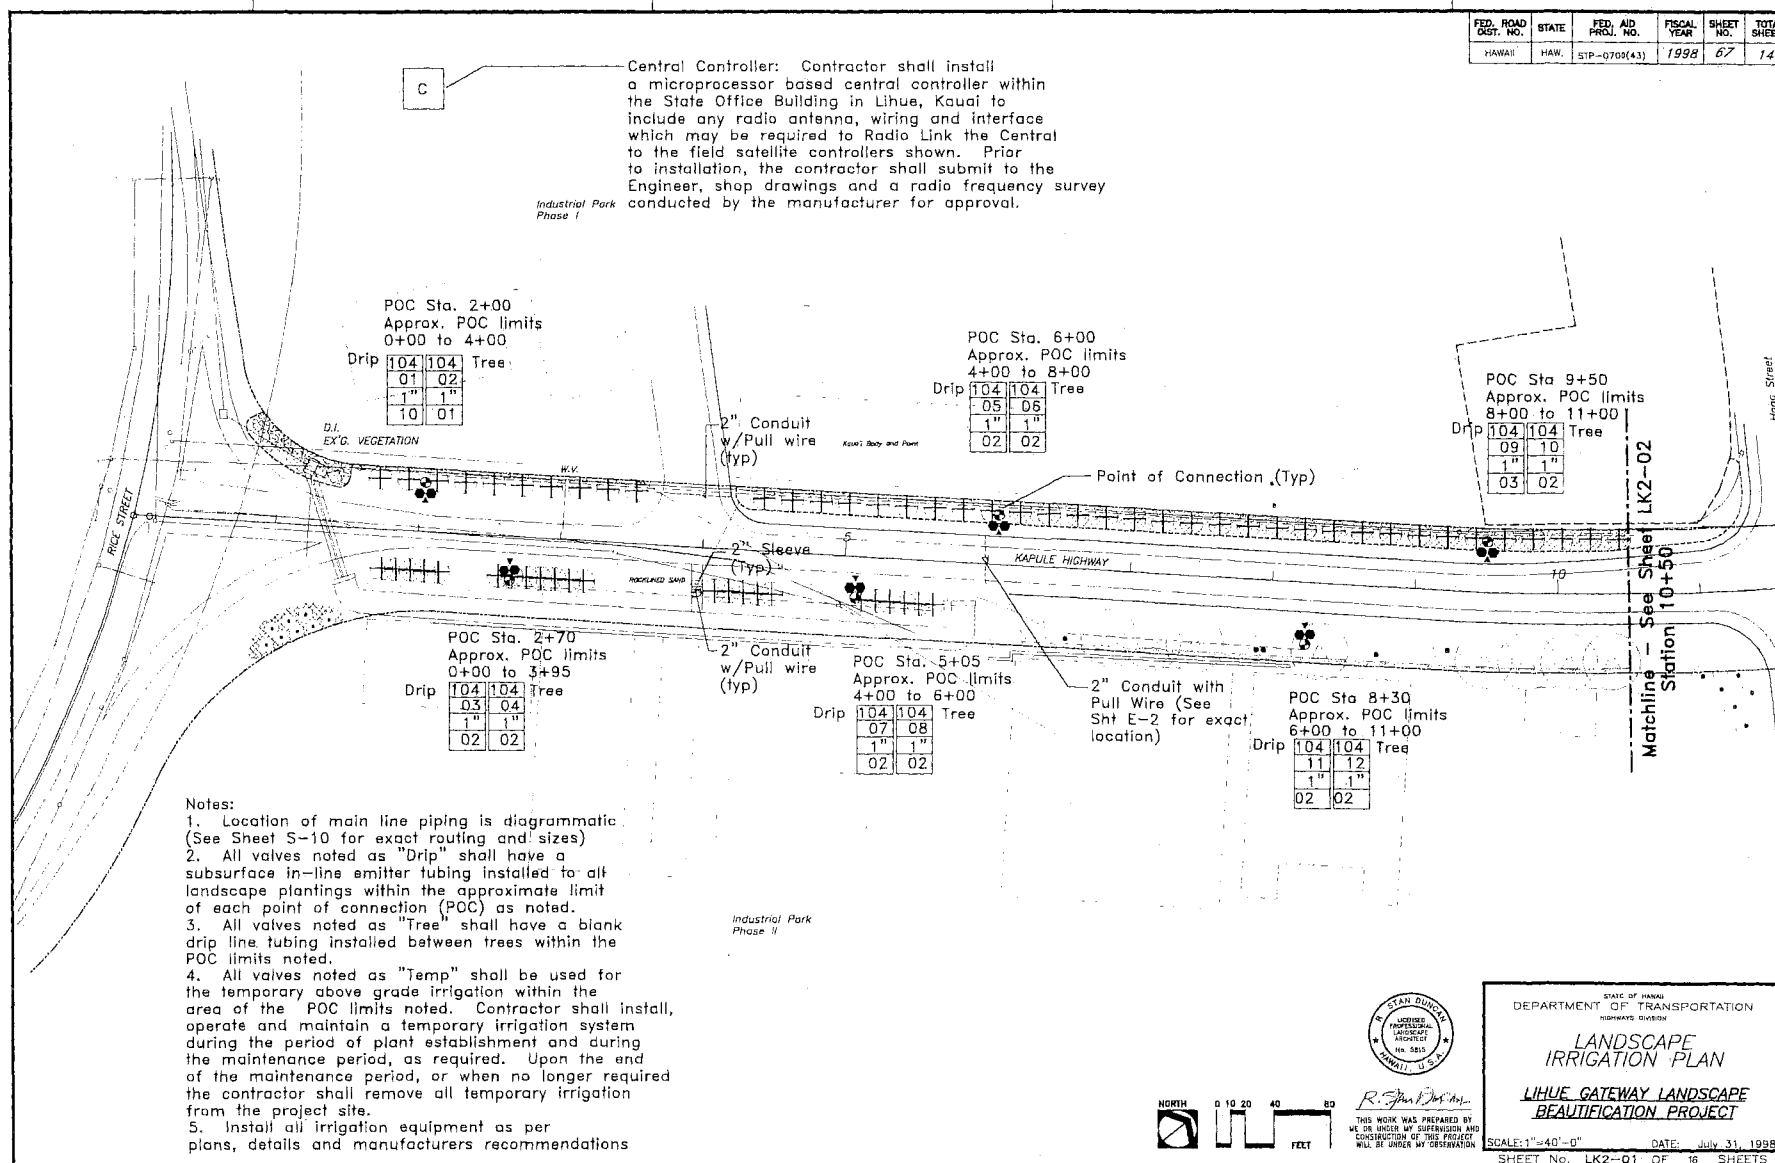 FED. ROAD DIST. NO.
STATE
FED. AID PROJ. NO.
FISCAL YEAR
SHEET NO.
HAWAII
HAW.
STP-0700(43)
1998
67
C
Central Controller: Contractor shall install
a microprocessor based central controller within
the State Office Building in Lihue, Kauai to
include any radio antenna, wiring and interface
which may be required to Radio Link the Central
to the field satellite controllers shown. Prior
to installation, the contractor shall submit to the
Engineer, shop drawings and a radio frequency survey
conducted by the manufacturer for approval.
Industrial Park
Phase I
POC Sta. 2+00
Approx. POC limits
0+00 to 4+00
Drip 104 104 Tree
01 02
1" 1"
10 01
POC Sta. 6+00
Approx. POC limits
4+00 to 8+00
Drip 104 104 Tree
05 06
1" 1"
02 02
POC Sta 9+50
Approx. POC limits
8+00 to 11+00
Drip 104 104 Tree
09 10
1" 1"
03 02
Street
D.I.
EX'G. VEGETATION
W.V.
2" Conduit
w/Pull wire
(typ)
Kauai Body and Paint
Point of Connection (Typ)
RICE STREET
2" Sleeve
(Typ)
5
KAPULE HIGHWAY
10
Matchline - See Sheet LK2-02
Station 10+50
POC Sta. 2+70
Approx. POC limits
0+00 to 3+95
Drip 104 104 Tree
03 04
1" 1"
02 02
2" Conduit
w/Pull wire
(typ)
POC Sta. 5+05
Approx. POC limits
4+00 to 6+00
Drip 104 104 Tree
07 08
1" 1"
02 02
2" Conduit with
Pull Wire (See
Sht E-2 for exact
location)
POC Sta 8+30
Approx. POC limits
6+00 to 11+00
Drip 104 104 Tree
11 12
1" 1"
02 02
Notes:
1. Location of main line piping is diagrammatic
(See Sheet S-10 for exact routing and sizes)
2. All valves noted as "Drip" shall have a
subsurface in-line emitter tubing installed to all
landscape plantings within the approximate limit
of each point of connection (POC) as noted.
3. All valves noted as "Tree" shall have a blank
drip line tubing installed between trees within the
POC limits noted.
4. All valves noted as "Temp" shall be used for
the temporary above grade irrigation within the
area of the POC limits noted. Contractor shall install,
operate and maintain a temporary irrigation system
during the period of plant establishment and during
the maintenance period, as required. Upon the end
of the maintenance period, or when no longer required
the contractor shall remove all temporary irrigation
from the project site.
5. Install all irrigation equipment as per
plans, details and manufacturers recommendations
Industrial Park
Phase II
NORTH
0 10 20 40 80
FEET
R. STAN DUNCAN
LICENSED
PROFESSIONAL
LANDSCAPE
ARCHITECT
HAWAII, U.S.A.
THIS WORK WAS PREPARED BY
ME OR UNDER MY SUPERVISION AND
CONSTRUCTION OF THIS PROJECT
WILL BE UNDER MY OBSERVATION
STATE OF HAWAII
DEPARTMENT OF TRANSPORTATION
HIGHWAYS DIVISION
LANDSCAPE
IRRIGATION PLAN
LIHUE GATEWAY LANDSCAPE
BEAUTIFICATION PROJECT
SCALE: 1"=40'-0" DATE: July 31, 1998
SHEET No. LK2-01 OF 16 SHEETS